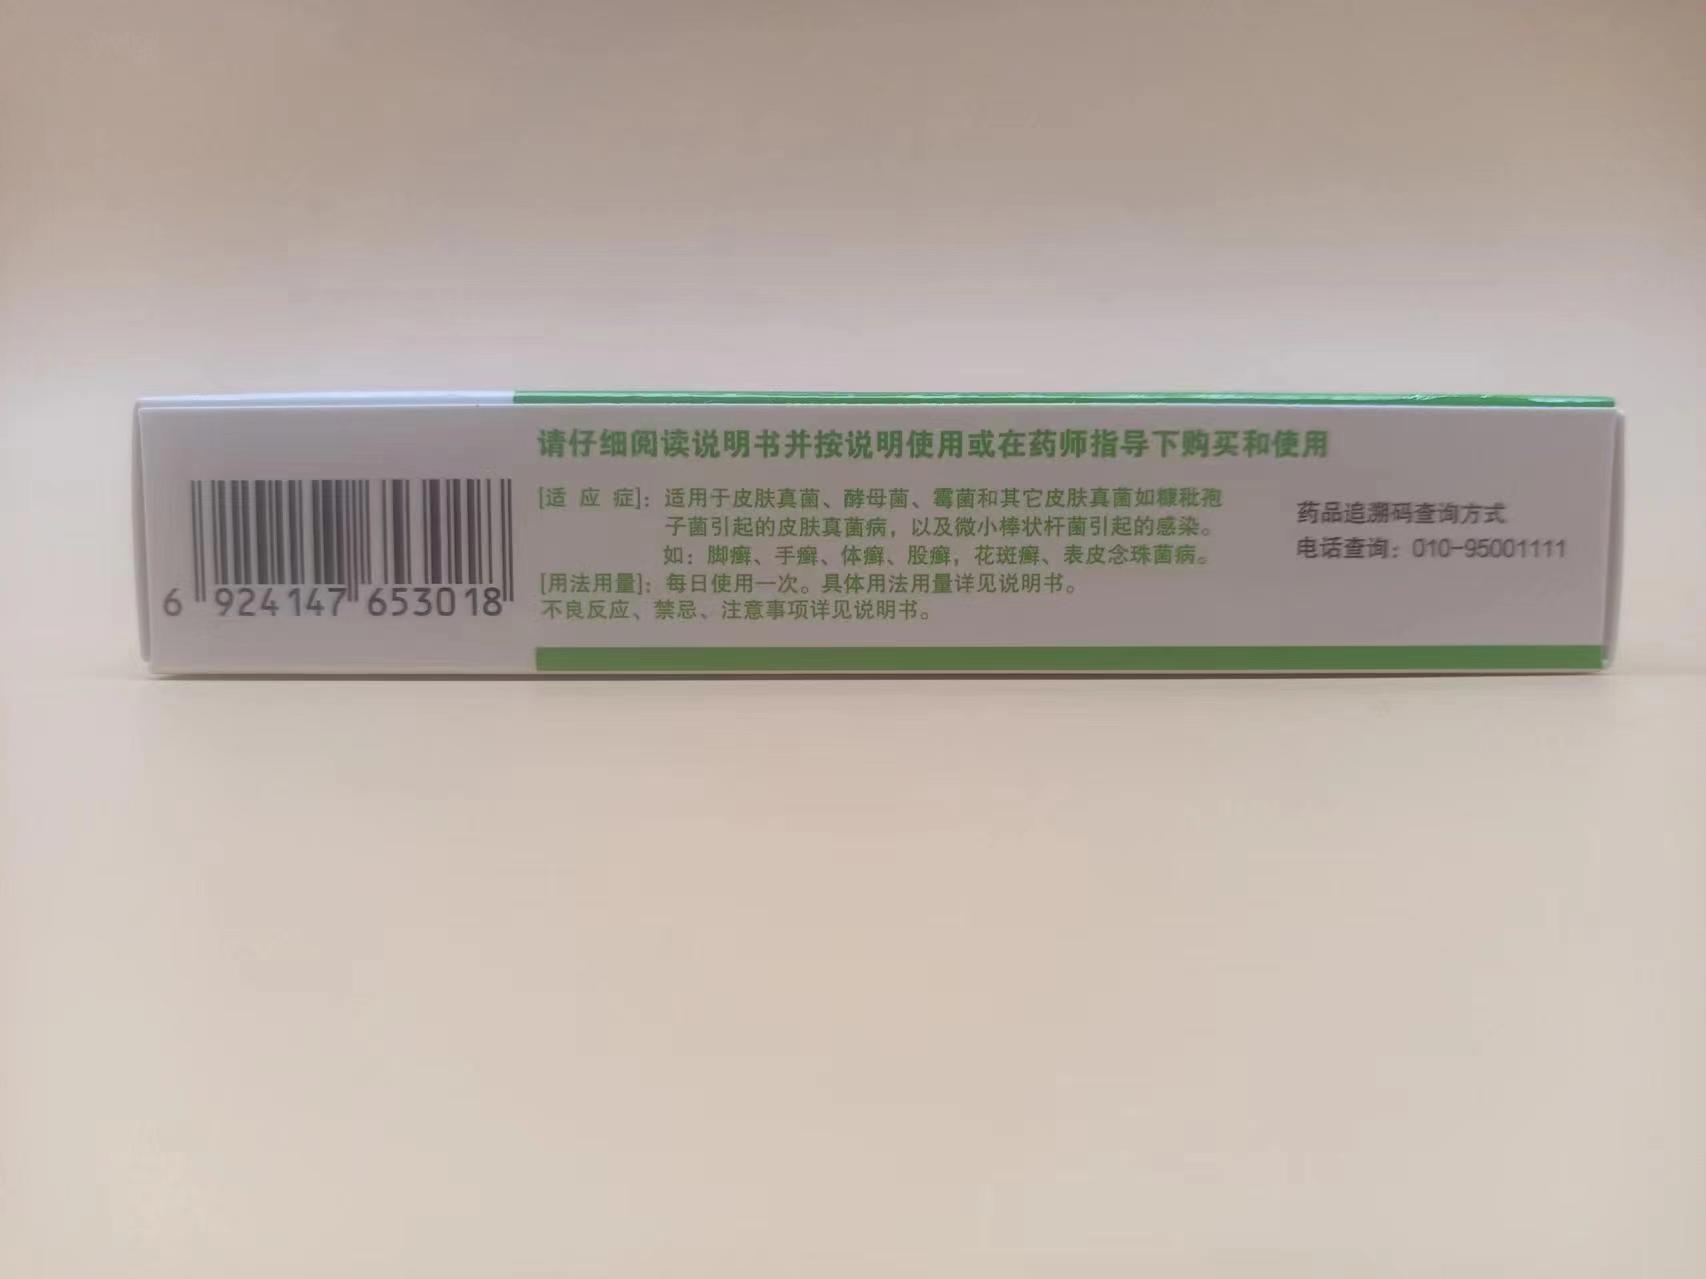 请仔细阅读说明书并按说明使用或在药师指导下购买和使用
[适 应 症]：适用于皮肤真菌、酵母菌、霉菌和其它皮肤真菌如糠秕孢
子菌引起的皮肤真菌病，以及微小棒状杆菌引起的感染。
如：脚癣、手癣、体癣、股癣，花斑癣、表皮念珠菌病。
[用法用量]：每日使用一次。具体用法用量详见说明书。
不良反应、禁忌、注意事项详见说明书。
药品追溯码查询方式
电话查询：010-95001111
6 924147 653018